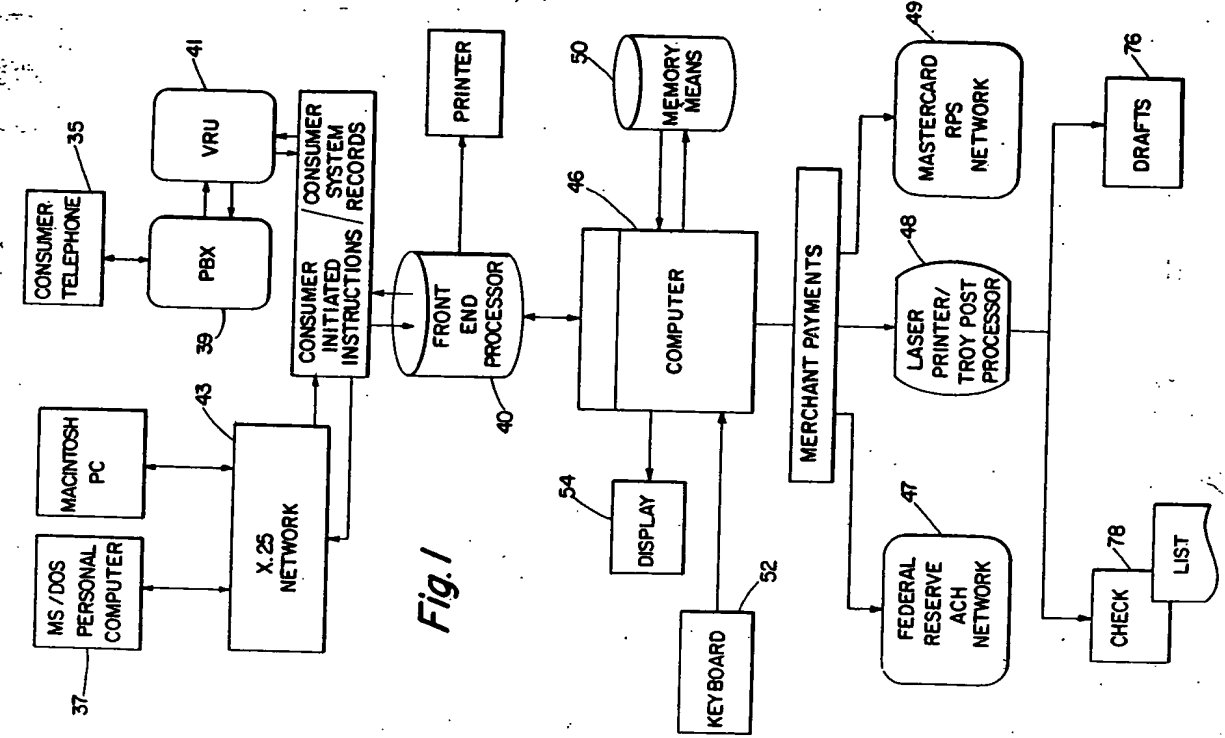 35
CONSUMER
TELEPHONE
41
VRU
PBX
39
MACINTOSH
PC
43
MS/DOS
PERSONAL
COMPUTER
37
X.25
NETWORK
CONSUMER
INITIATED
INSTRUCTIONS
/
CONSUMER
SYSTEM
RECORDS
FRONT
END
PROCESSOR
40
PRINTER
Fig. 1
50
MEMORY
MEANS
46
COMPUTER
54
DISPLAY
52
KEYBOARD
MERCHANT PAYMENTS
49
MASTERCARD
RPS
NETWORK
48
LASER
PRINTER/
TROY POST
PROCESSOR
47
FEDERAL
RESERVE
ACH
NETWORK
76
DRAFTS
78
CHECK
LIST